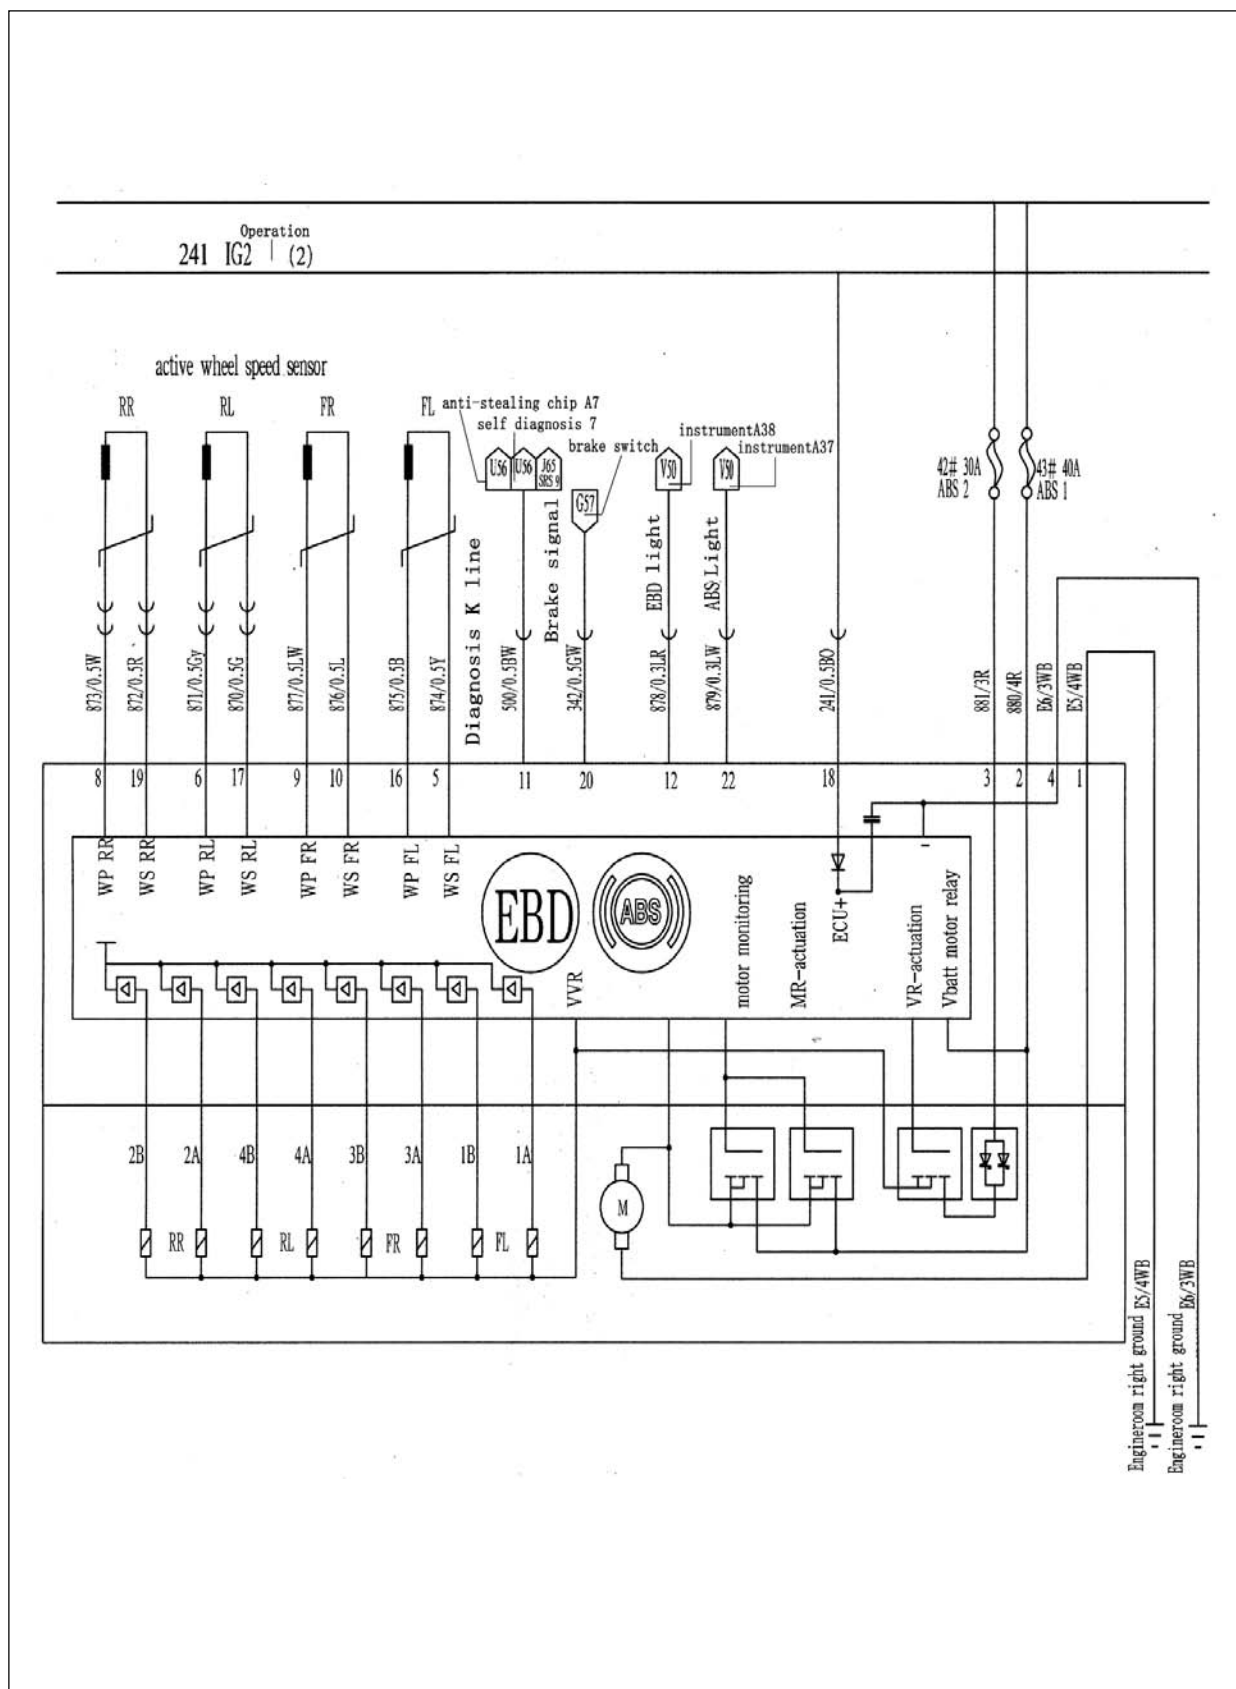 Operation
241 IG2 (2)
active wheel speed sensor
RR
RL
FR
FL
anti-stealing chip A7
self diagnosis 7
brake switch
instrumentA38
instrumentA37
U56
U56
J65
SRS 9
G57
V50
V50
42# 30A
ABS 2
43# 40A
ABS 1
Diagnosis K line
Brake signal
EBD light
ABS Light
873/0.5W
872/0.5R
871/0.5Gy
870/0.5G
877/0.5LW
876/0.5L
875/0.5B
874/0.5Y
500/0.5BW
342/0.5GW
878/0.3LR
879/0.3LW
241/0.5BO
881/3R
880/4R
E6/3WB
E5/4WB
8
19
6
17
9
10
16
5
11
20
12
22
18
3
2
4
1
WP RR
WS RR
WP RL
WS RL
WP FR
WS FR
WP FL
WS FL
EBD
ABS
VVR
motor monitoring
MR-actuation
ECU+
VR-actuation
Vbatt motor relay
2B
2A
4B
4A
3B
3A
1B
1A
RR
RL
FR
FL
M
Engineroom right ground E5/4WB
Engineroom right ground E6/3WB